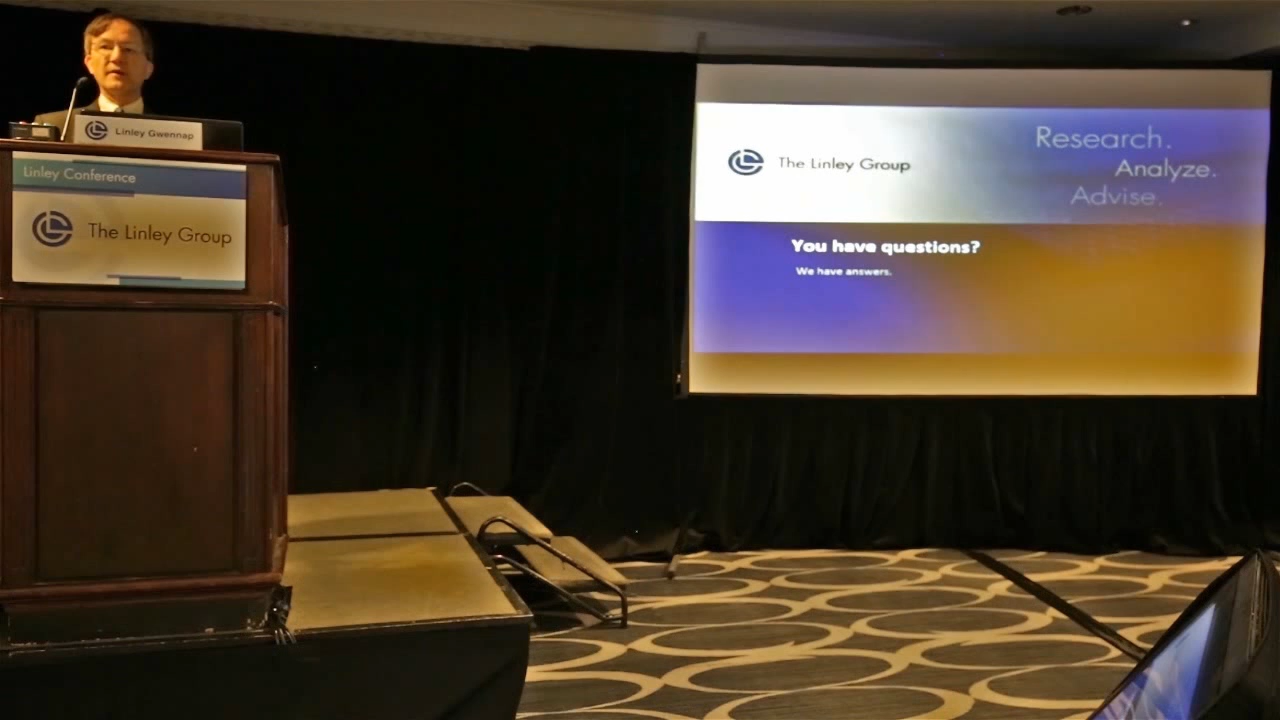 Linley Gwennap
Linley Conference
The Linley Group
The Linley Group
Research.
Analyze.
Advise.
You have questions?
We have answers.